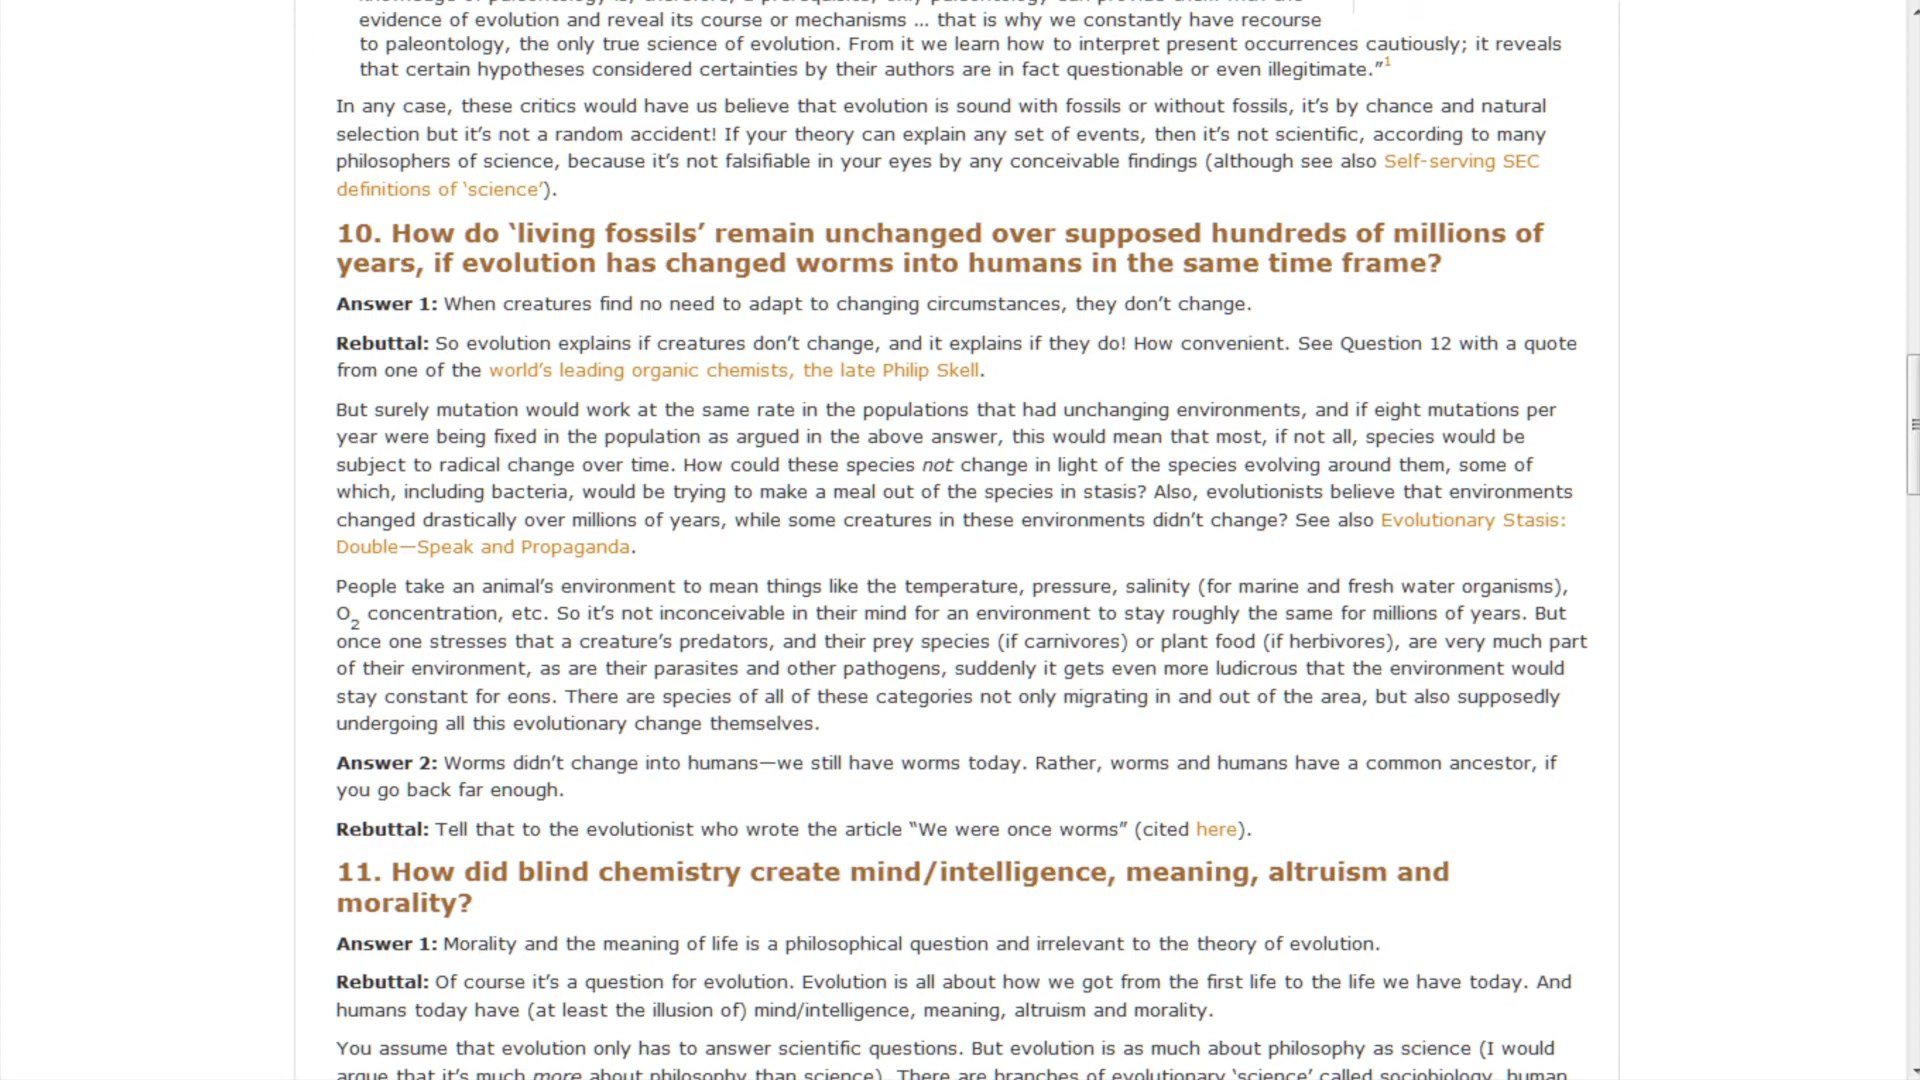 evidence of evolution and reveal its course or mechanisms ... that is why we constantly have recourse
to paleontology, the only true science of evolution. From it we learn how to interpret present occurrences cautiously; it reveals
that certain hypotheses considered certainties by their authors are in fact questionable or even illegitimate.”1
In any case, these critics would have us believe that evolution is sound with fossils or without fossils, it’s by chance and natural
selection but it’s not a random accident! If your theory can explain any set of events, then it’s not scientific, according to many
philosophers of science, because it’s not falsifiable in your eyes by any conceivable findings (although see also Self-serving SEC
definitions of ‘science’).
10. How do ‘living fossils’ remain unchanged over supposed hundreds of millions of
years, if evolution has changed worms into humans in the same time frame?
Answer 1: When creatures find no need to adapt to changing circumstances, they don’t change.
Rebuttal: So evolution explains if creatures don’t change, and it explains if they do! How convenient. See Question 12 with a quote
from one of the world’s leading organic chemists, the late Philip Skell.
But surely mutation would work at the same rate in the populations that had unchanging environments, and if eight mutations per
year were being fixed in the population as argued in the above answer, this would mean that most, if not all, species would be
subject to radical change over time. How could these species not change in light of the species evolving around them, some of
which, including bacteria, would be trying to make a meal out of the species in stasis? Also, evolutionists believe that environments
changed drastically over millions of years, while some creatures in these environments didn’t change? See also Evolutionary Stasis:
Double—Speak and Propaganda.
People take an animal’s environment to mean things like the temperature, pressure, salinity (for marine and fresh water organisms),
O2 concentration, etc. So it’s not inconceivable in their mind for an environment to stay roughly the same for millions of years. But
once one stresses that a creature’s predators, and their prey species (if carnivores) or plant food (if herbivores), are very much part
of their environment, as are their parasites and other pathogens, suddenly it gets even more ludicrous that the environment would
stay constant for eons. There are species of all of these categories not only migrating in and out of the area, but also supposedly
undergoing all this evolutionary change themselves.
Answer 2: Worms didn’t change into humans—we still have worms today. Rather, worms and humans have a common ancestor, if
you go back far enough.
Rebuttal: Tell that to the evolutionist who wrote the article “We were once worms” (cited here).
11. How did blind chemistry create mind/intelligence, meaning, altruism and
morality?
Answer 1: Morality and the meaning of life is a philosophical question and irrelevant to the theory of evolution.
Rebuttal: Of course it’s a question for evolution. Evolution is all about how we got from the first life to the life we have today. And
humans today have (at least the illusion of) mind/intelligence, meaning, altruism and morality.
You assume that evolution only has to answer scientific questions. But evolution is as much about philosophy as science (I would
argue that it’s much more about philosophy than science). There are branches of evolutionary ‘science’ called sociobiology, human